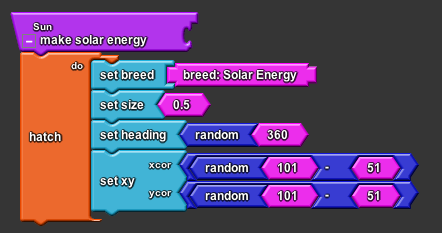 Sun
make solar energy
do
set breed breed: Solar Energy
set size 0.5
set heading random 360
hatch
set xy
xcor random 101 - 51
ycor random 101 - 51